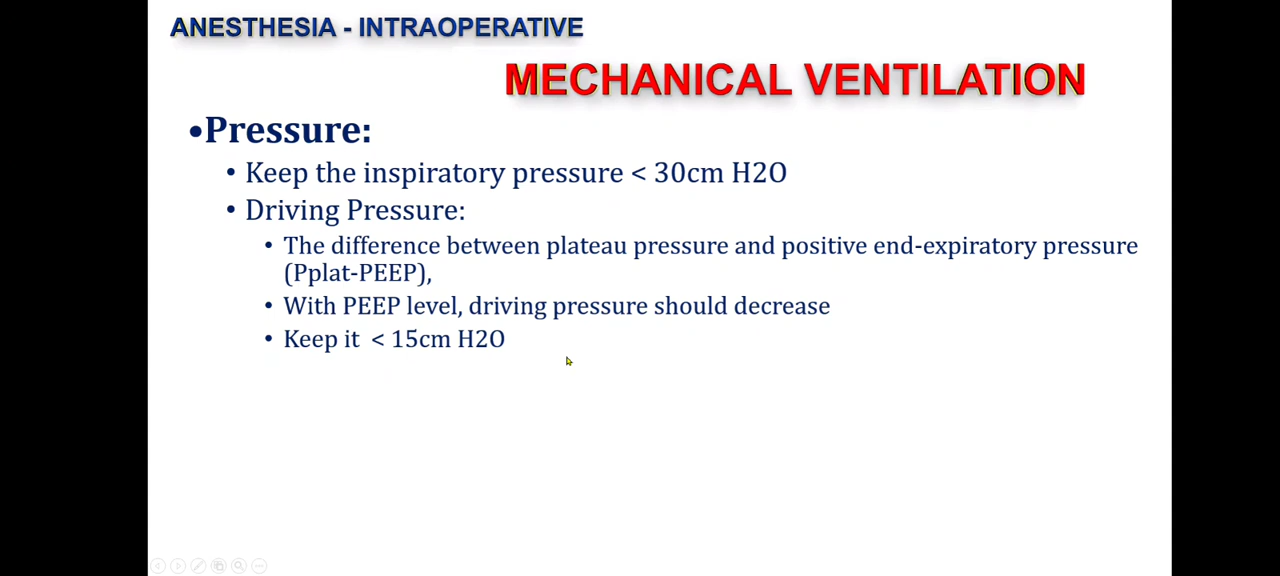 ANESTHESIA - INTRAOPERATIVE
MECHANICAL VENTILATION
•Pressure:
• Keep the inspiratory pressure < 30cm H2O
• Driving Pressure:
• The difference between plateau pressure and positive end-expiratory pressure
(Pplat-PEEP),
• With PEEP level, driving pressure should decrease
• Keep it < 15cm H2O